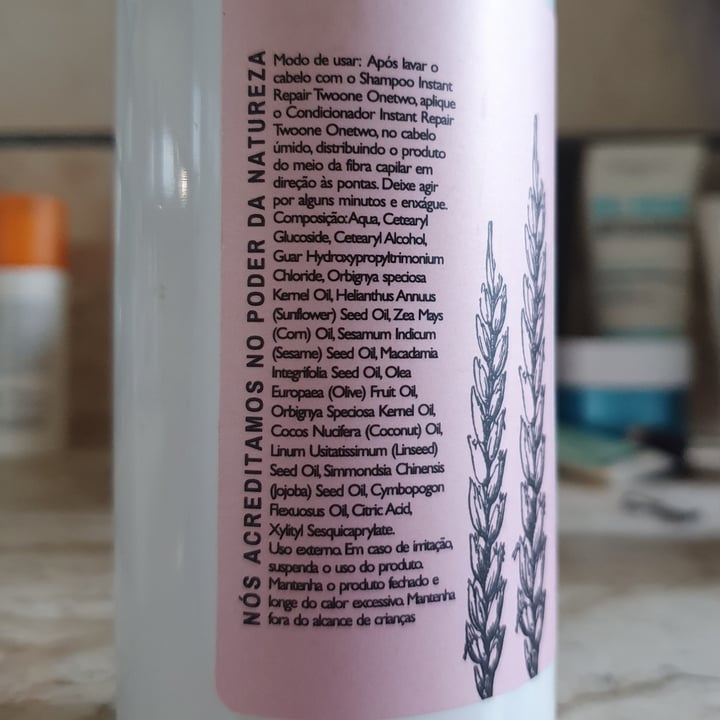 NÓS ACREDITAMOS NO PODER DA NATUREZA
Modo de usar: Após lavar o
cabelo com o Shampoo Instant
Repair Twoone Onetwo, aplique
o Condicionador Instant Repair
Twoone Onetwo, no cabelo
úmido, distribuindo o produto
do meio da fibra capilar em
direção às pontas. Deixe agir
por alguns minutos e enxágue.
Composição: Aqua, Cetearyl
Glucoside, Cetearyl Alcohol,
Guar Hydroxypropyltrimonium
Chloride, Orbignya speciosa
Kernel Oil, Helianthus Annuus
(Sunflower) Seed Oil, Zea Mays
(Corn) Oil, Sesamum Indicum
(Sesame) Seed Oil, Macadamia
Integrifolia Seed Oil, Olea
Europaea (Olive) Fruit Oil,
Orbignya Speciosa Kernel Oil,
Cocos Nucifera (Coconut) Oil,
Linum Usitatissimum (Linseed)
Seed Oil, Simmondsia Chinensis
(Jojoba) Seed Oil, Cymbopogon
Flexuosus Oil, Citric Acid,
Xylityl Sesquicaprylate.
Uso externo. Em caso de irritação,
suspenda o uso do produto.
Mantenha o produto fechado e
longe do calor excessivo. Mantenha
fora do alcance de crianças